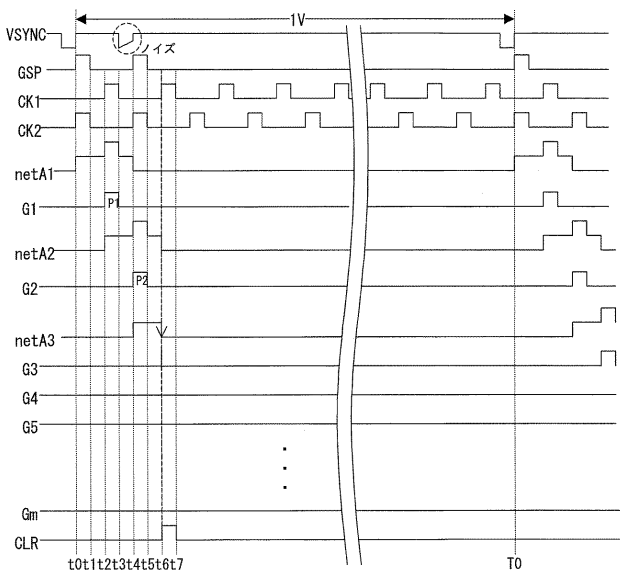 1V
VSYNC
ノイズ
GSP
CK1
CK2
netA1
G1
P1
netA2
G2
P2
netA3
G3
G4
G5
Gm
CLR
t0t1t2t3t4t5t6t7
T0